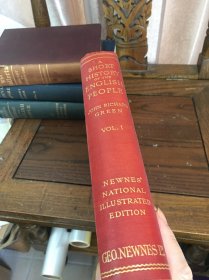 A
SHORT
HISTORY
OF THE
ENGLISH
PEOPLE
JOHN RICHARD
GREEN
VOL. I
NEWNES'
NATIONAL
ILLUSTRATED
EDITION
GEO. NEWNES, L